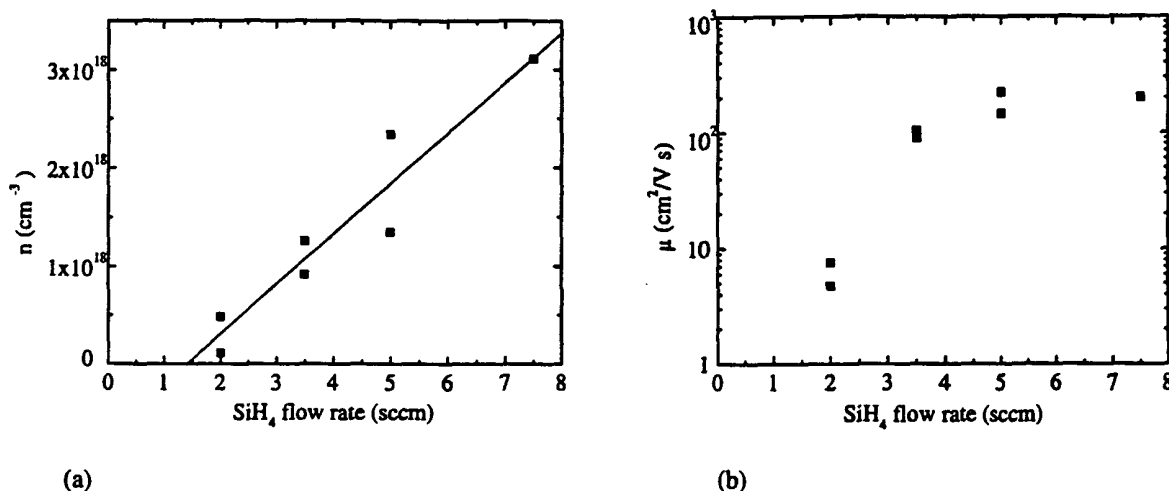 3x10^18
2x10^18
1x10^18
0
n (cm^-3)
0 1 2 3 4 5 6 7 8
SiH₄ flow rate (sccm)
(a)
10^3
10^2
10
1
μ (cm^2/V s)
0 1 2 3 4 5 6 7 8
SiH₄ flow rate (sccm)
(b)